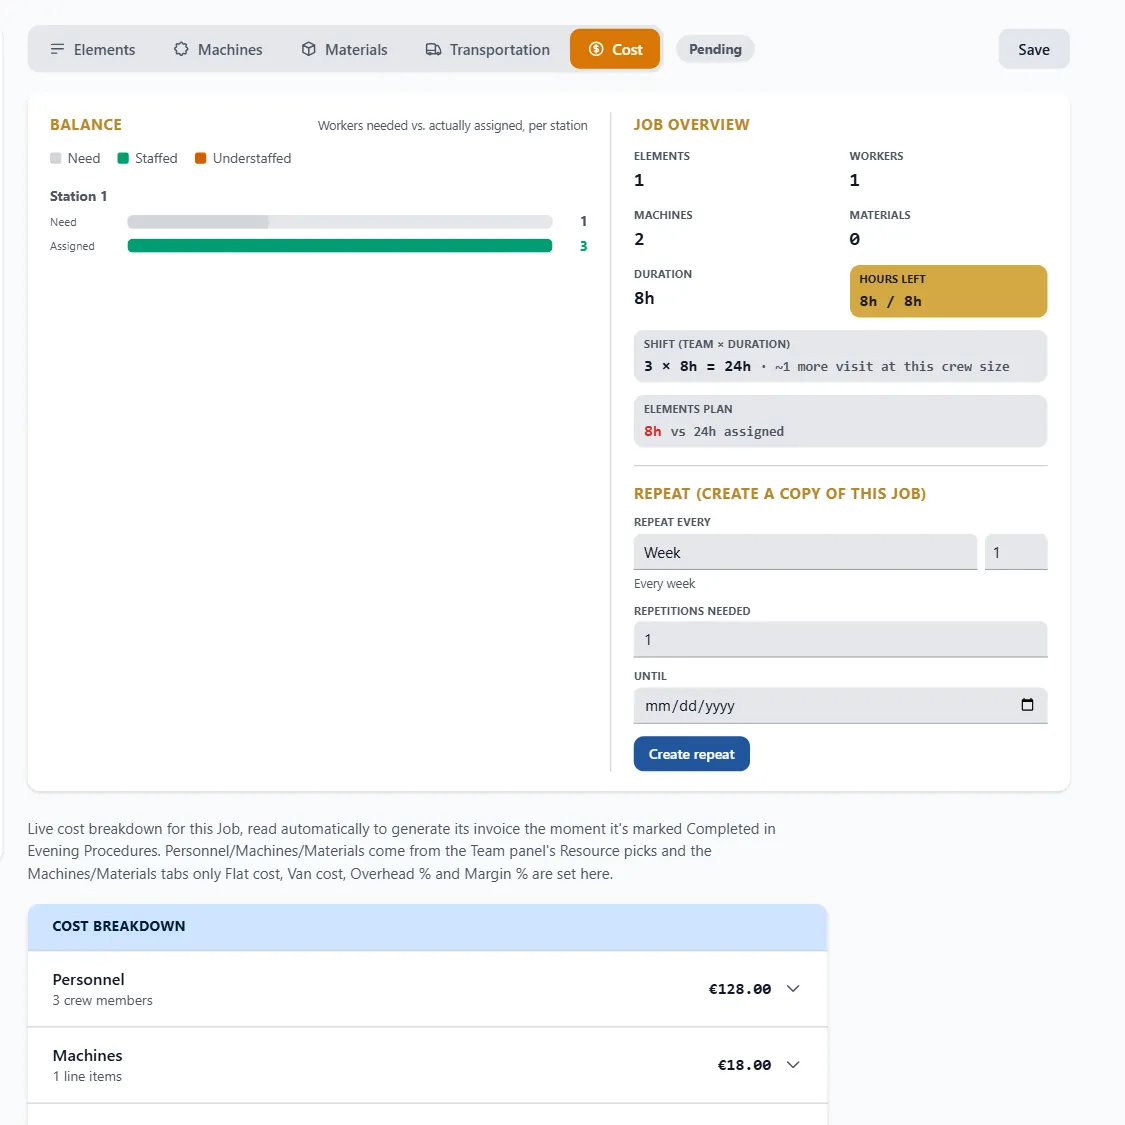 Elements
Machines
Materials
Transportation
Cost
Pending
Save
BALANCE
Workers needed vs. actually assigned, per station
Need
Staffed
Understaffed
Station 1
Need
1
Assigned
3
JOB OVERVIEW
ELEMENTS
WORKERS
1
1
MACHINES
MATERIALS
2
0
DURATION
8h
HOURS LEFT
8h / 8h
SHIFT (TEAM × DURATION)
3 × 8h = 24h · ~1 more visit at this crew size
ELEMENTS PLAN
8h vs 24h assigned
REPEAT (CREATE A COPY OF THIS JOB)
REPEAT EVERY
Week
1
Every week
REPETITIONS NEEDED
1
UNTIL
mm/dd/yyyy
Create repeat
Live cost breakdown for this Job, read automatically to generate its invoice the moment it's marked Completed in
Evening Procedures. Personnel/Machines/Materials come from the Team panel's Resource picks and the
Machines/Materials tabs only Flat cost, Van cost, Overhead % and Margin % are set here.
COST BREAKDOWN
Personnel
3 crew members
€128.00
Machines
1 line items
€18.00